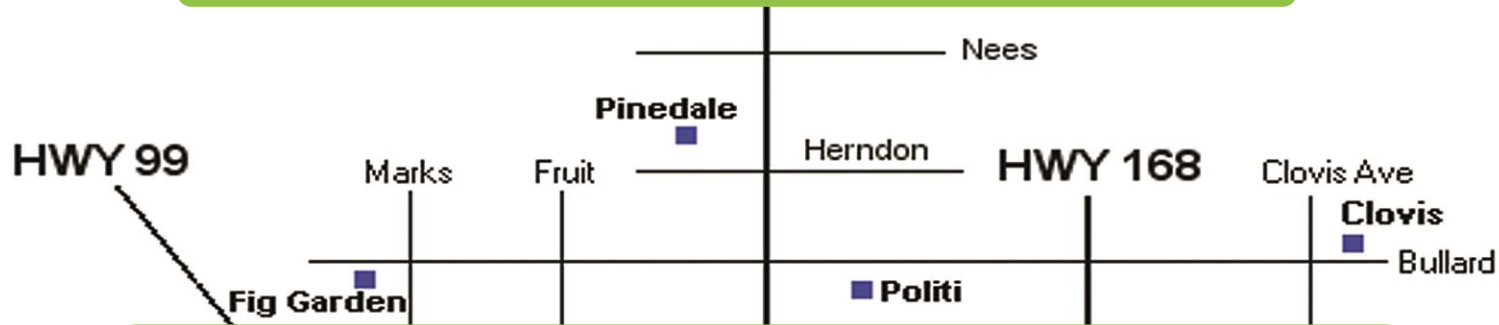 Nees
Pinedale
Herndon
HWY 99
Marks
Fruit
HWY 168
Clovis Ave
Clovis
Bullard
Fig Garden
Politi